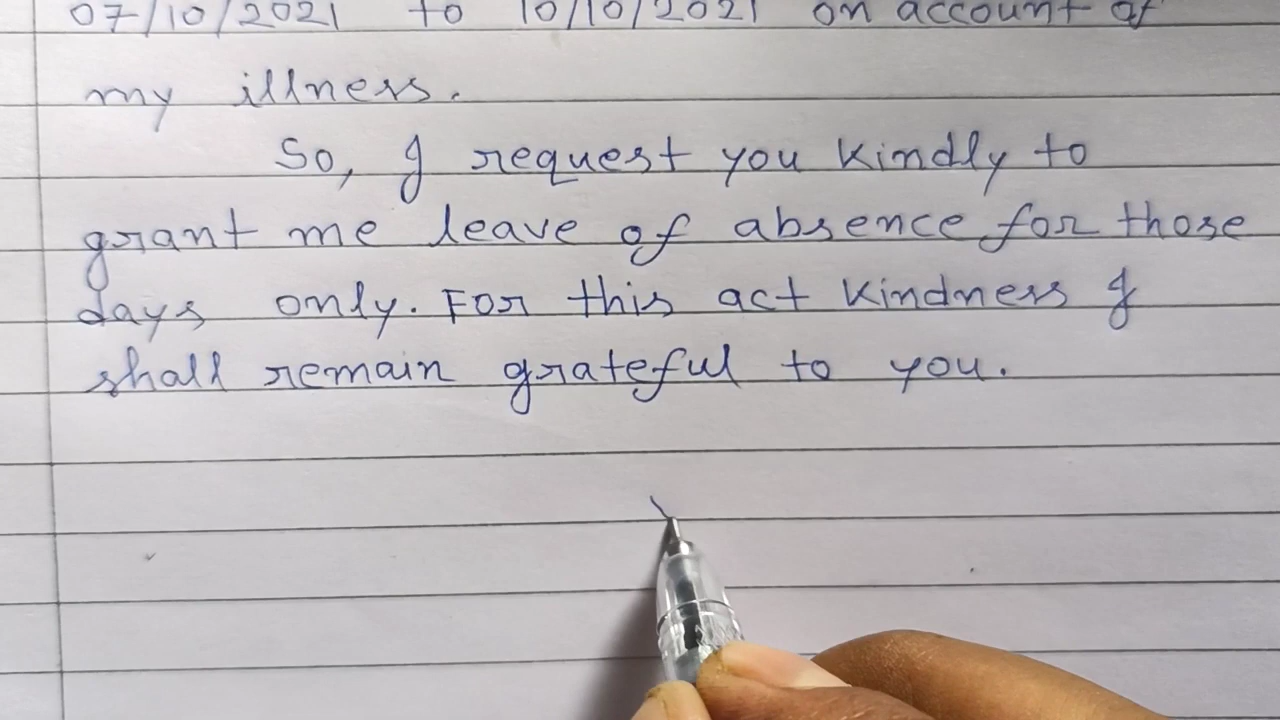 07/10/2021 to 10/10/2021 on account of
my illness.
So, I request you kindly to
grant me leave of absence for those
days only. For this act kindness I
shall remain grateful to you.